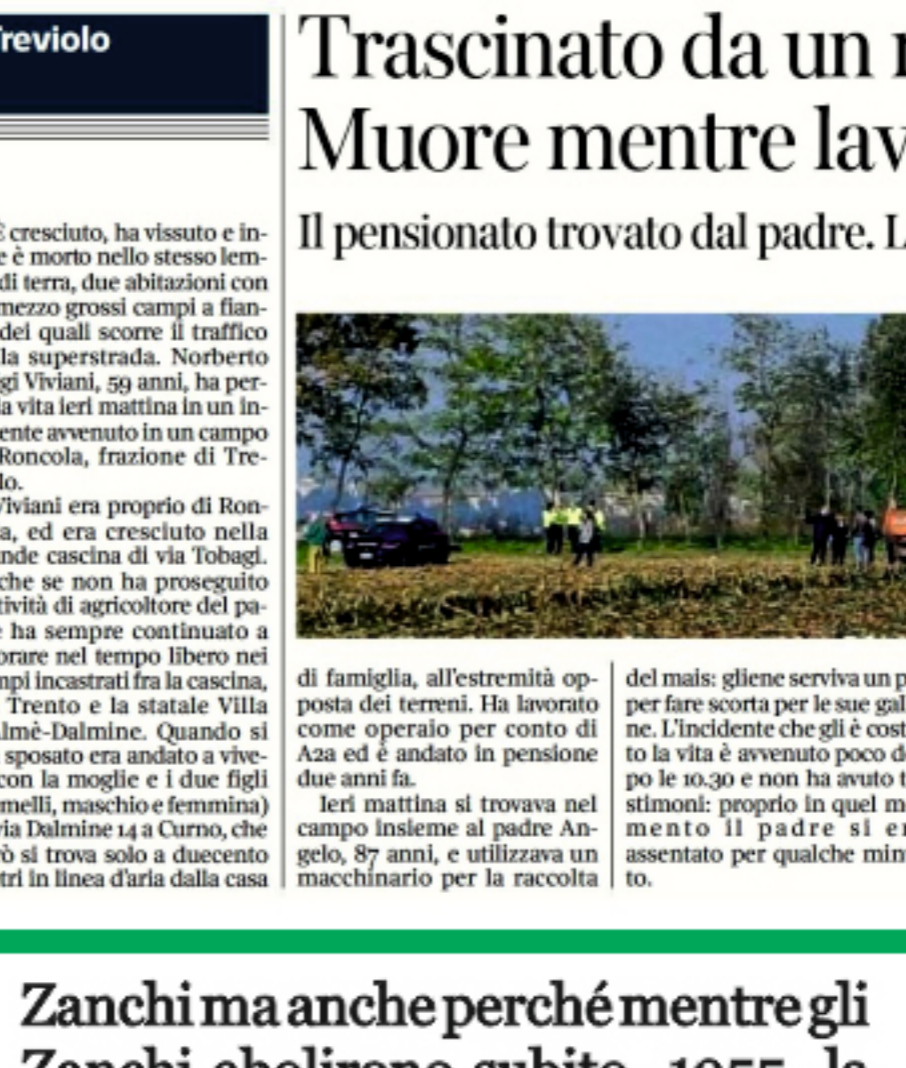 Treviolo
Trascinato da un
Muore mentre
Il pensionato trovato dal padre.
È cresciuto, ha vissuto e in-
e è morto nello stesso lem-
di terra, due abitazioni con
mezzo grossi campi a fian-
dei quali scorre il traffico
la superstrada. Norberto
gi Viviani, 59 anni, ha per-
la vita ieri mattina in un in-
ente avvenuto in un campo
Roncola, frazione di Tre-
lo.
Viviani era proprio di Ron-
a, ed era cresciuto nella
nde cascina di via Tobagi.
che se non ha proseguito
tività di agricoltore del pa-
e ha sempre continuato a
orare nel tempo libero nei
mpi incastrati fra la cascina,
Trento e la statale Villa
lmè-Dalmine. Quando si
sposato era andato a vive-
con la moglie e i due figli
melli, maschio e femmina)
via Dalmine 14 a Curno, che
rò si trova solo a duecento
tri in linea d'aria dalla casa
di famiglia, all'estremità op-
posta dei terreni. Ha lavorato
come operaio per conto di
A2a ed è andato in pensione
due anni fa.
Ieri mattina si trovava nel
campo insieme al padre An-
gelo, 87 anni, e utilizzava un
macchinario per la raccolta
del mais: gliene serviva un p
per fare scorta per le sue gal
ne. L'incidente che gli è cost
to la vita è avvenuto poco do
po le 10.30 e non ha avuto t
stimoni: proprio in quel m
mento il padre si er
assentato per qualche minu
to.
Zanchi ma anche perché mentre gli
Zanchi abolirono subito, 1955, la